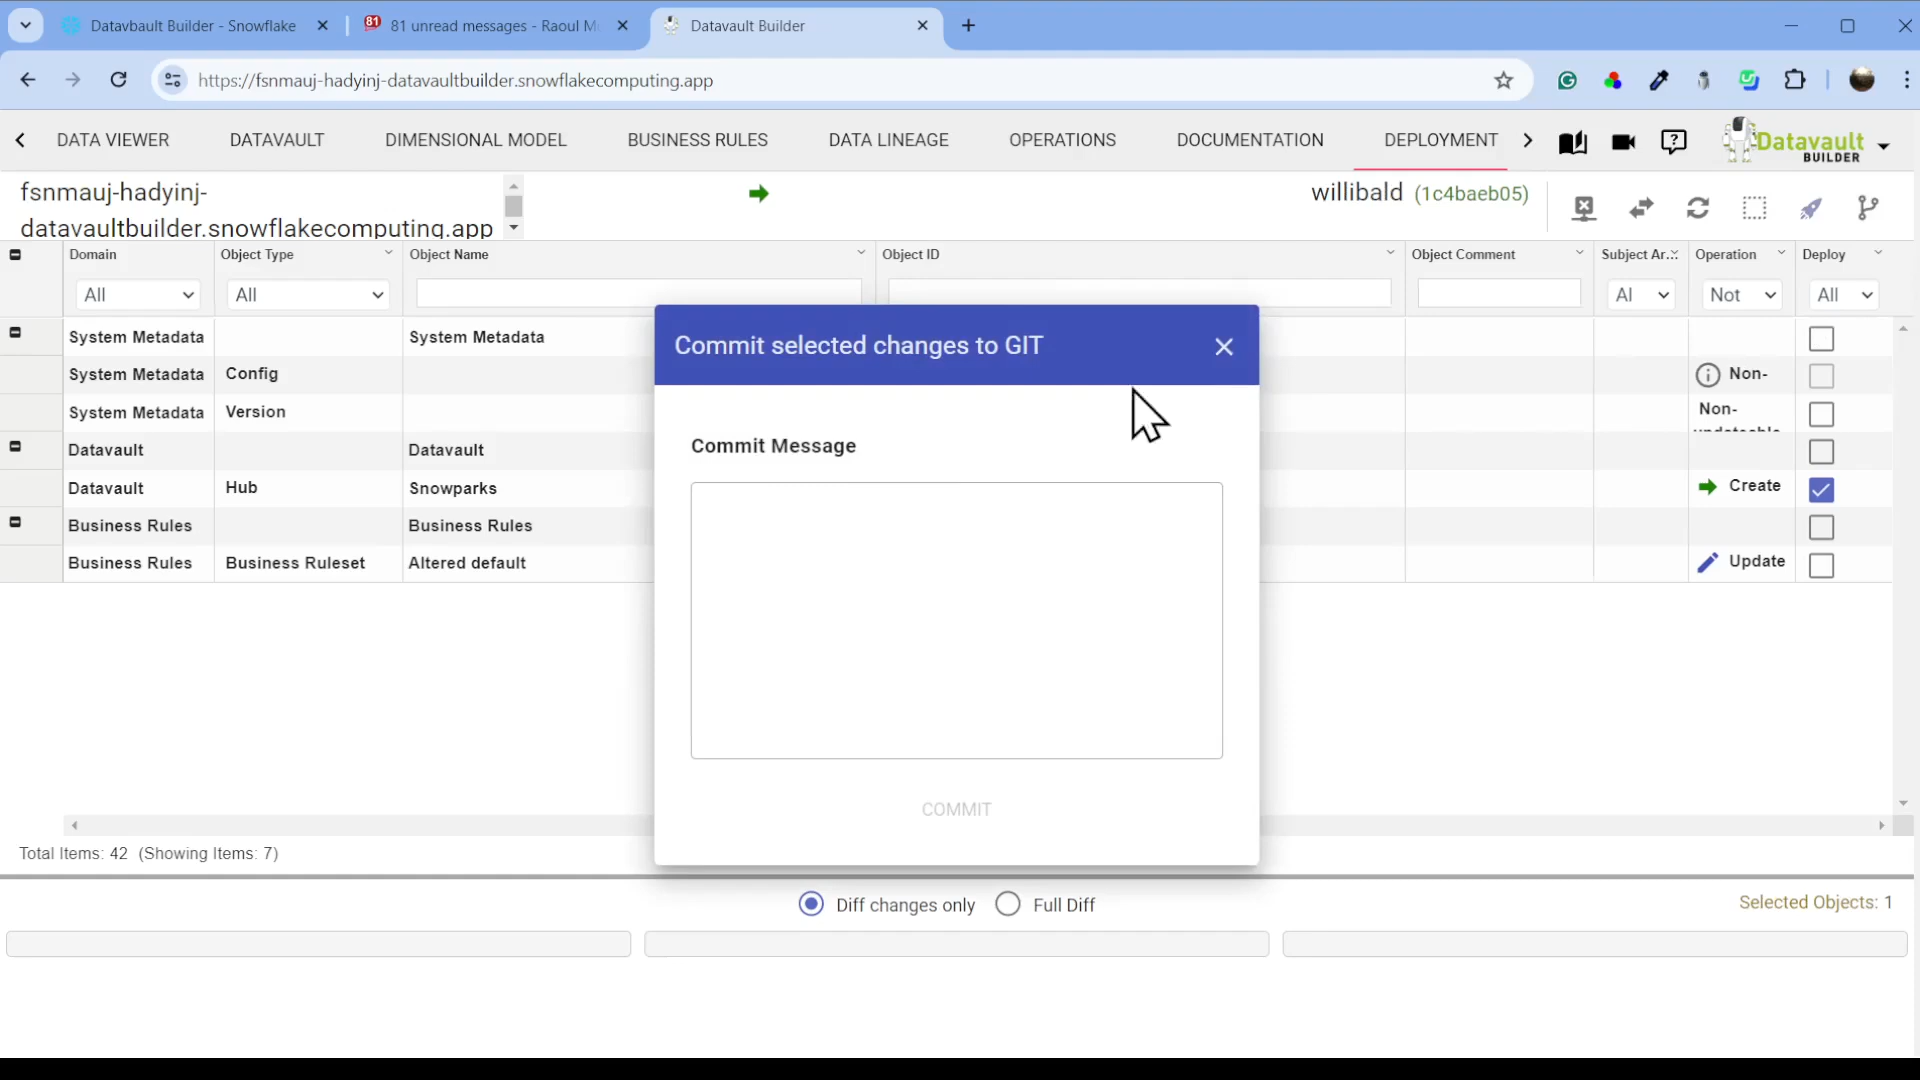 Datavbault Builder - Snowflake
81
81 unread messages - Raoul M
Datavault Builder
https://fsnmauj-hadyinj-datavaultbuilder.snowflakecomputing.app
DATA VIEWER
DATAVAULT
DIMENSIONAL MODEL
BUSINESS RULES
DATA LINEAGE
OPERATIONS
DOCUMENTATION
DEPLOYMENT
Datavault
BUILDER
fsnmauj-hadyinj-
datavaultbuilder.snowflakecomputing.app
willibald (1c4baeb05)
Domain
Object Type
Object Name
Object ID
Object Comment
Subject Ar...
Operation
Deploy
All
All
Al
Not
All
System Metadata
System Metadata
System Metadata
Config
Non-
System Metadata
Version
Non-
Datavault
Datavault
Datavault
Hub
Snowparks
Create
Business Rules
Business Rules
Business Rules
Business Ruleset
Altered default
Update
Commit selected changes to GIT
Commit Message
COMMIT
Total Items: 42 (Showing Items: 7)
Diff changes only
Full Diff
Selected Objects: 1